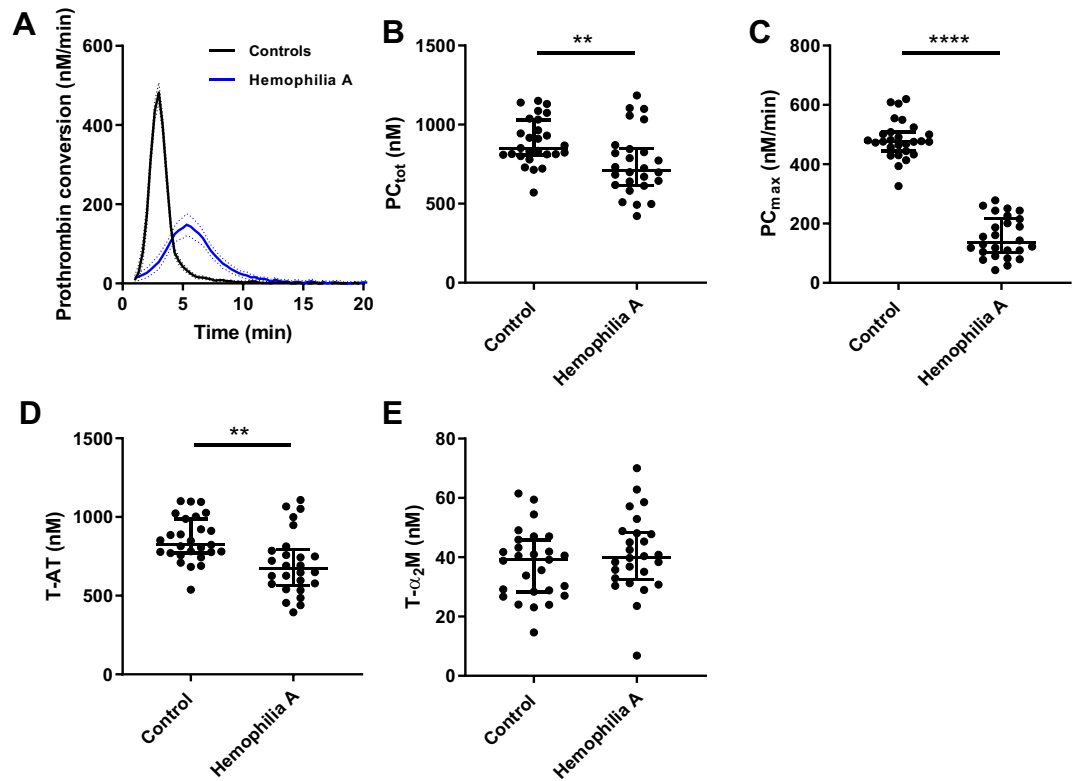 A
Prothrombin conversion (nM/min)
600
400
200
0
0 5 10 15 20
Time (min)
Controls
Hemophilia A
B
PCtot (nM)
1500
1000
500
0
**
Control
Hemophilia A
C
PCmax (nM/min)
800
600
400
200
0
****
Control
Hemophilia A
D
T-AT (nM)
1500
1000
500
0
**
Control
Hemophilia A
E
T-α2M (nM)
80
60
40
20
0
Control
Hemophilia A